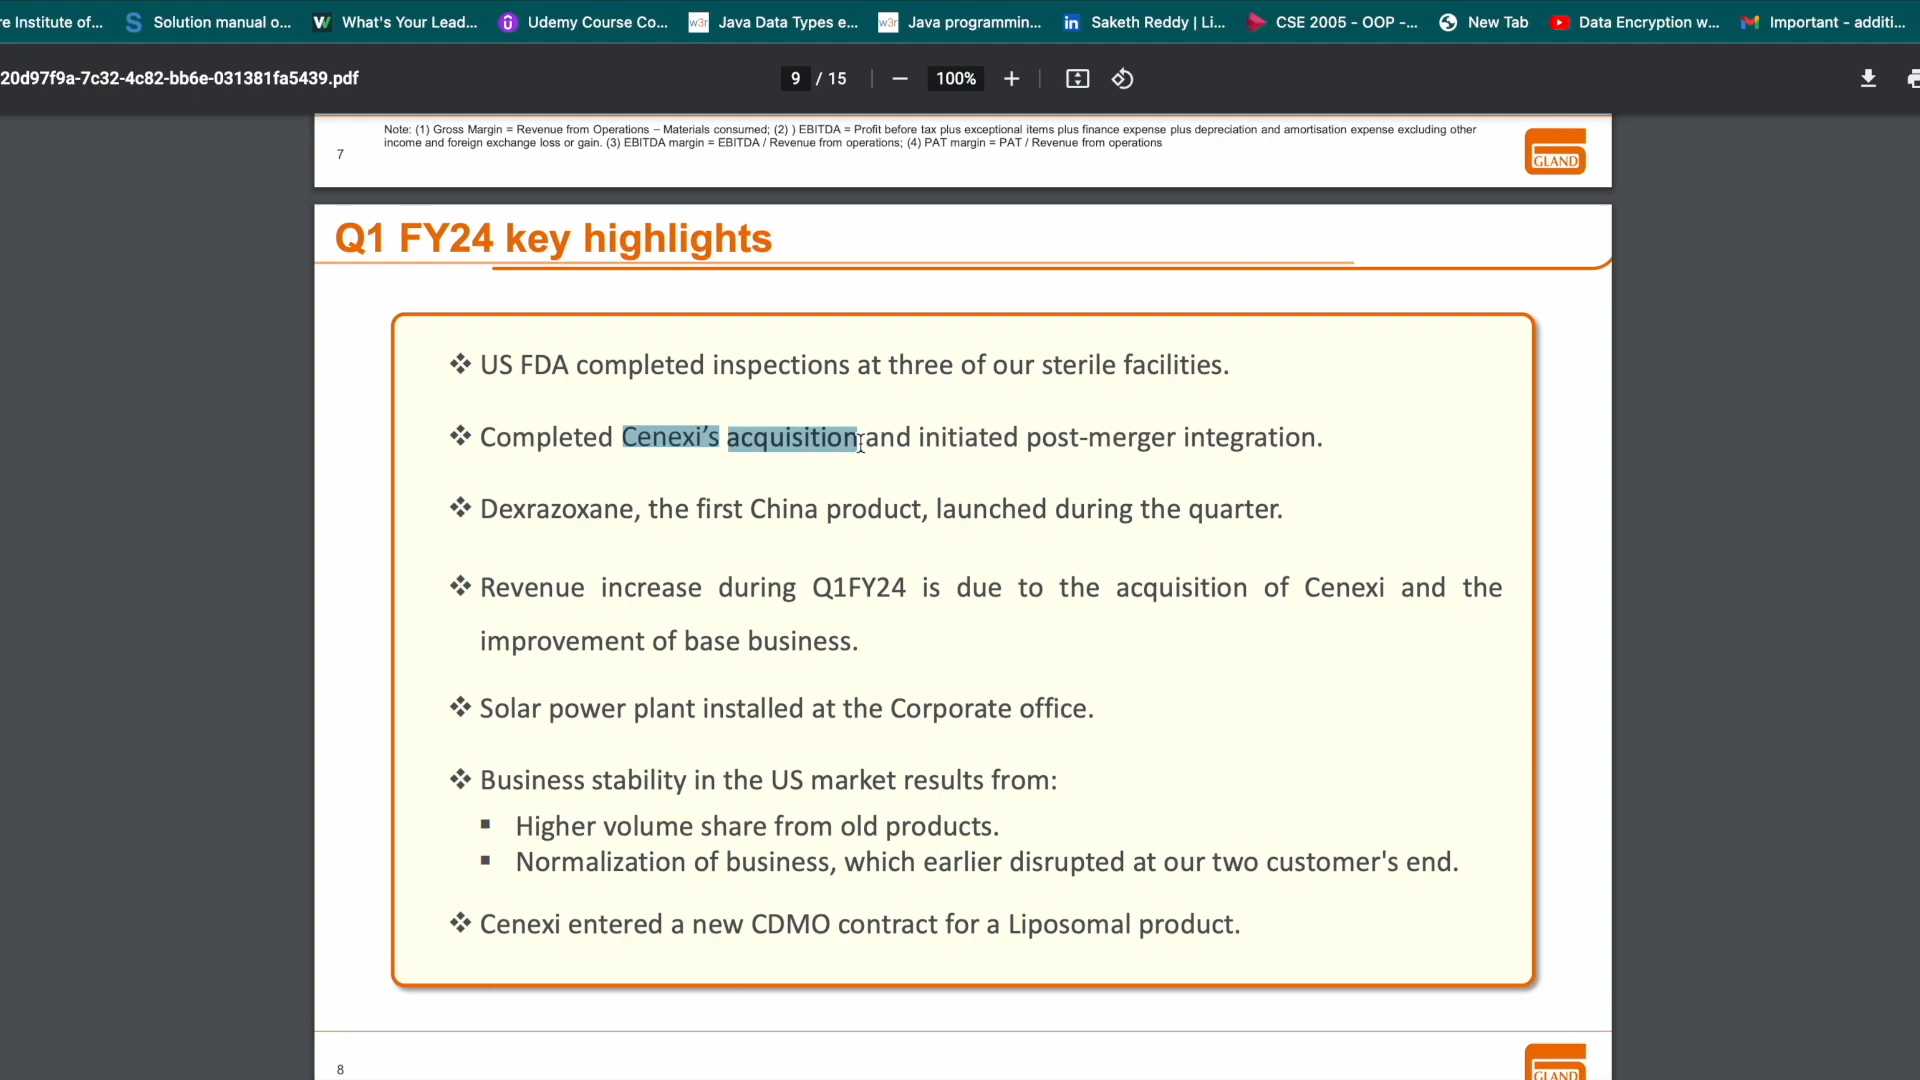 re Institute of... Solution manual o... What's Your Lead... Udemy Course Co... w3r Java Data Types e... w3r Java programmin... in Saketh Reddy | Li... CSE 2005 - OOP -... New Tab Data Encryption w... Important - additi...
20d97f9a-7c32-4c82-bb6e-031381fa5439.pdf 9 / 15 100%
Note: (1) Gross Margin = Revenue from Operations – Materials consumed; (2) ) EBITDA = Profit before tax plus exceptional items plus finance expense plus depreciation and amortisation expense excluding other
income and foreign exchange loss or gain. (3) EBITDA margin = EBITDA / Revenue from operations; (4) PAT margin = PAT / Revenue from operations
7
GLAND
Q1 FY24 key highlights
❖ US FDA completed inspections at three of our sterile facilities.
❖ Completed Cenexi’s acquisition and initiated post-merger integration.
❖ Dexrazoxane, the first China product, launched during the quarter.
❖ Revenue increase during Q1FY24 is due to the acquisition of Cenexi and the
improvement of base business.
❖ Solar power plant installed at the Corporate office.
❖ Business stability in the US market results from:
▪ Higher volume share from old products.
▪ Normalization of business, which earlier disrupted at our two customer's end.
❖ Cenexi entered a new CDMO contract for a Liposomal product.
8
GLAND